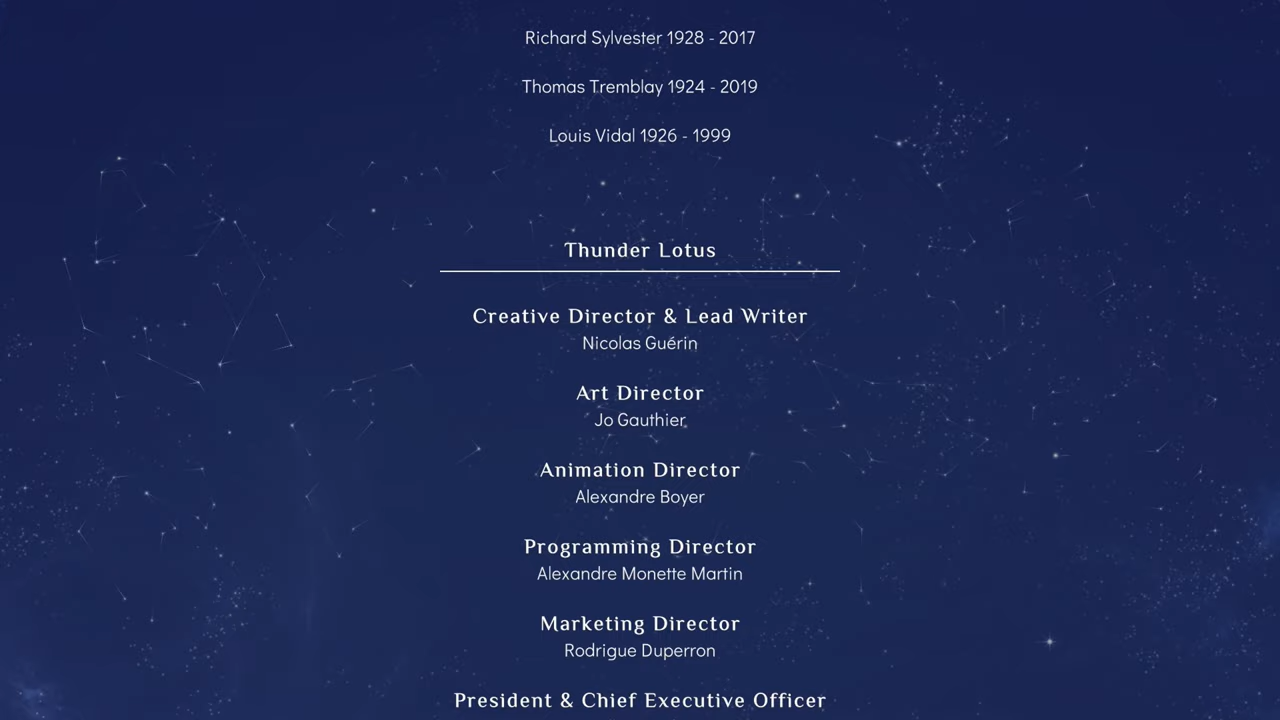 Richard Sylvester 1928 - 2017
Thomas Tremblay 1924 - 2019
Louis Vidal 1926 - 1999
Thunder Lotus
Creative Director & Lead Writer
Nicolas Guérin
Art Director
Jo Gauthier
Animation Director
Alexandre Boyer
Programming Director
Alexandre Monette Martin
Marketing Director
Rodrigue Duperron
President & Chief Executive Officer